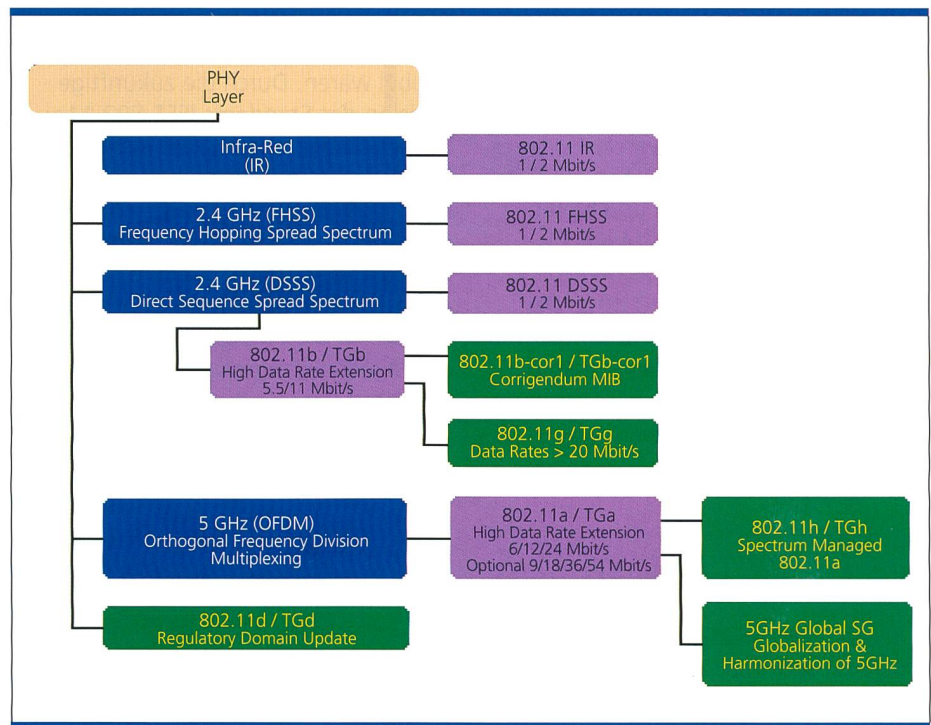 PHY
Layer
Infra-Red
(IR)
802.11 IR
1 / 2 Mbit/s
2.4 GHz (FHSS)
Frequency Hopping Spread Spectrum
802.11 FHSS
1 / 2 Mbit/s
2.4 GHz (DSSS)
Direct Sequence Spread Spectrum
802.11 DSSS
1 / 2 Mbit/s
802.11b / TGb
High Data Rate Extension
5.5/11 Mbit/s
802.11b-cor1 / TGb-cor1
Corrigendum MIB
802.11g / TGg
Data Rates > 20 Mbit/s
5 GHz (OFDM)
Orthogonal Frequency Division
Multiplexing
802.11a / TGa
High Data Rate Extension
6/12/24 Mbit/s
Optional 9/18/36/54 Mbit/s
802.11h / TGh
Spectrum Managed
802.11a
802.11d / TGd
Regulatory Domain Update
5GHz Global SG
Globalization &
Harmonization of 5GHz